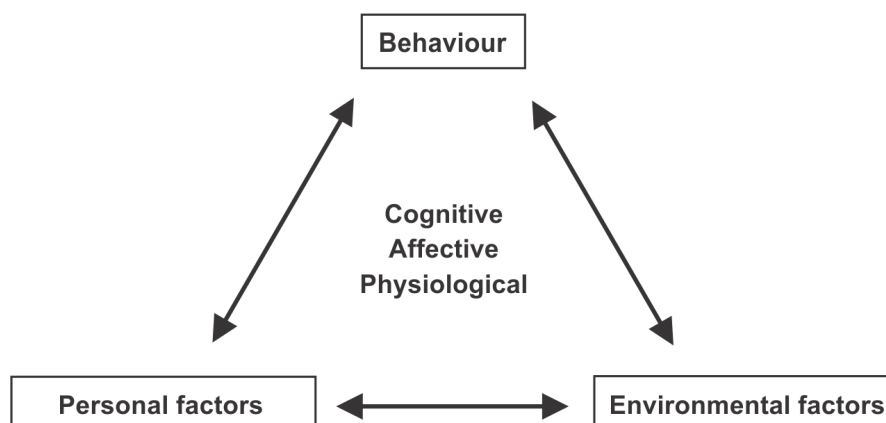 Behaviour
Cognitive
Affective
Physiological
Personal factors
Environmental factors